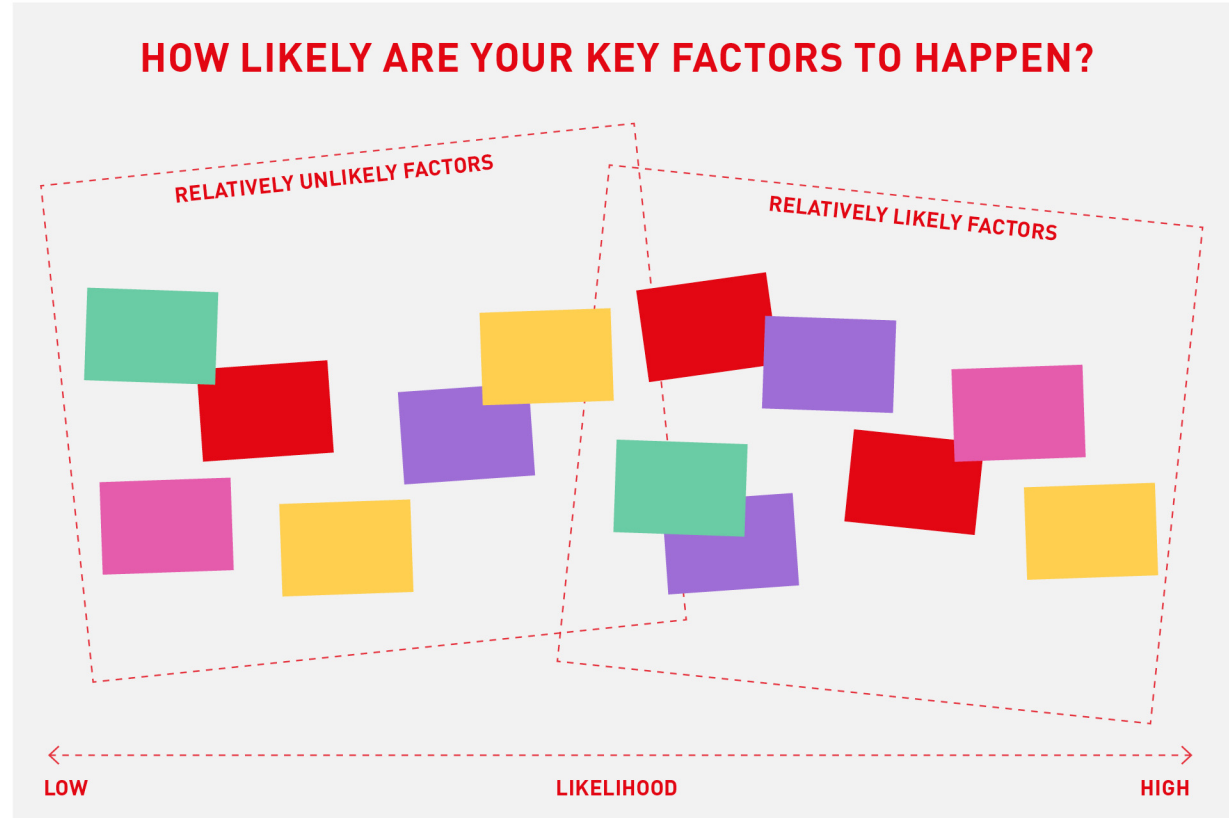 HOW LIKELY ARE YOUR KEY FACTORS TO HAPPEN?
RELATIVELY UNLIKELY FACTORS
RELATIVELY LIKELY FACTORS
LOW
LIKELIHOOD
HIGH